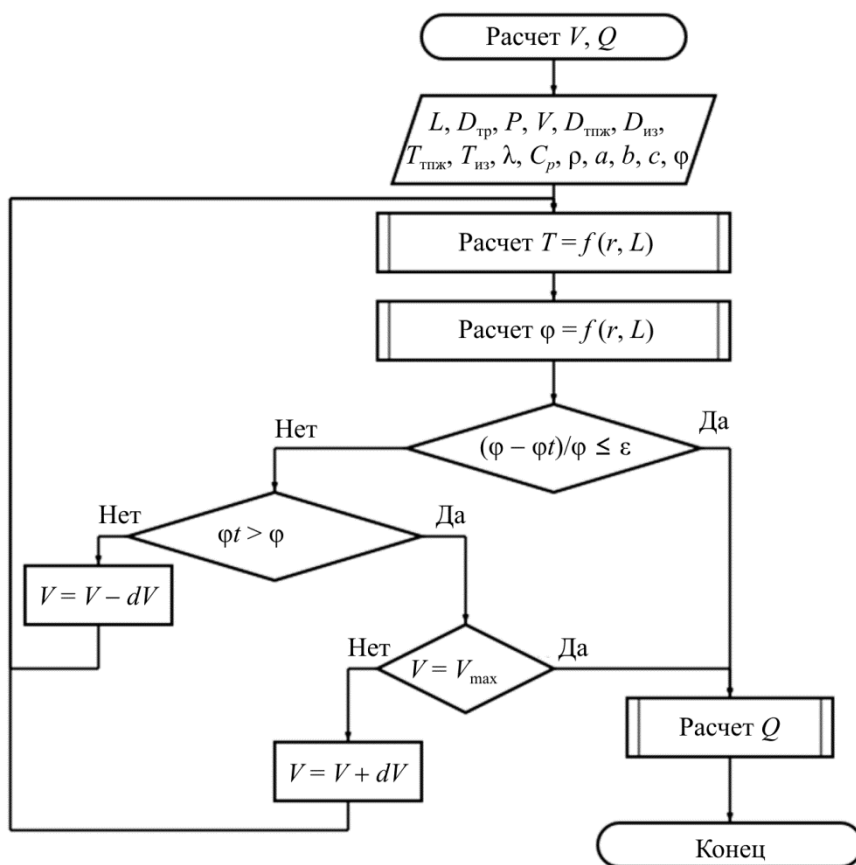 Расчет V, Q
L, Dтр, P, V, Dтпж, Dиз,
Tтпж, Tиз, λ, Cp, ρ, a, b, c, φ
Расчет T = f (r, L)
Расчет φ = f (r, L)
Нет
(φ – φt)/φ ≤ ε
Да
Нет
φt > φ
Да
V = V – dV
Нет
V = Vmax
Да
Расчет Q
V = V + dV
Конец